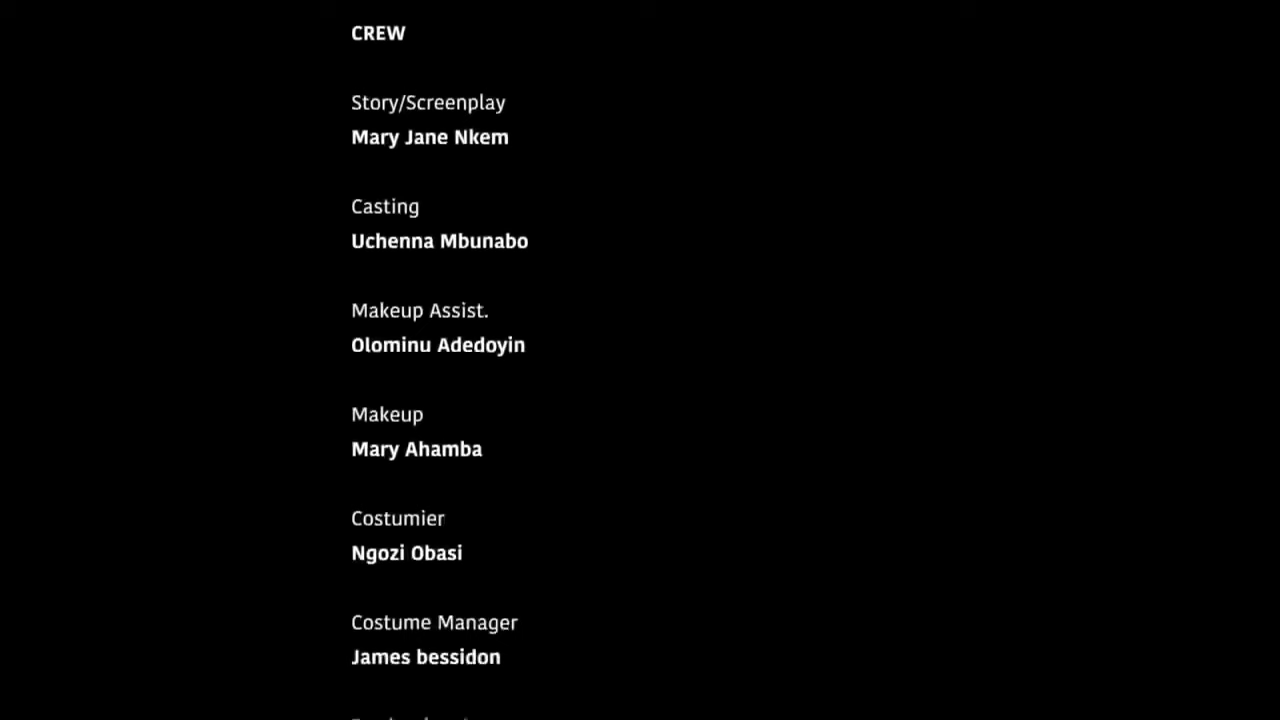 CREW
Story/Screenplay
Mary Jane Nkem
Casting
Uchenna Mbunabo
Makeup Assist.
Olominu Adedoyin
Makeup
Mary Ahamba
Costumier
Ngozi Obasi
Costume Manager
James bessidon